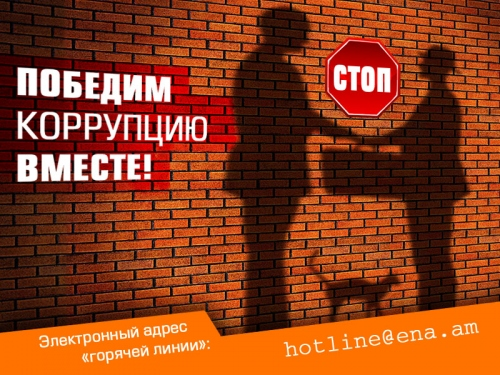 ПОБЕДИМ
КОРРУПЦИЮ
ВМЕСТЕ!
СТОП
Электронный адрес
«горячей линии»:
hotline@ena.am